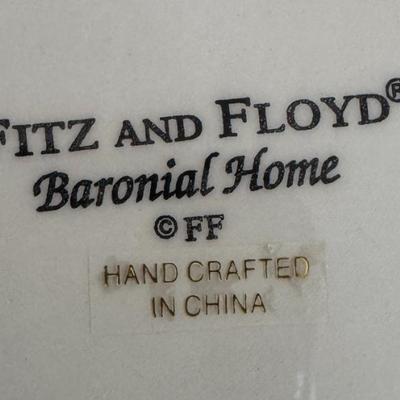 FITZ AND FLOYD®
Baronial Home
©FF
HAND CRAFTED
IN CHINA